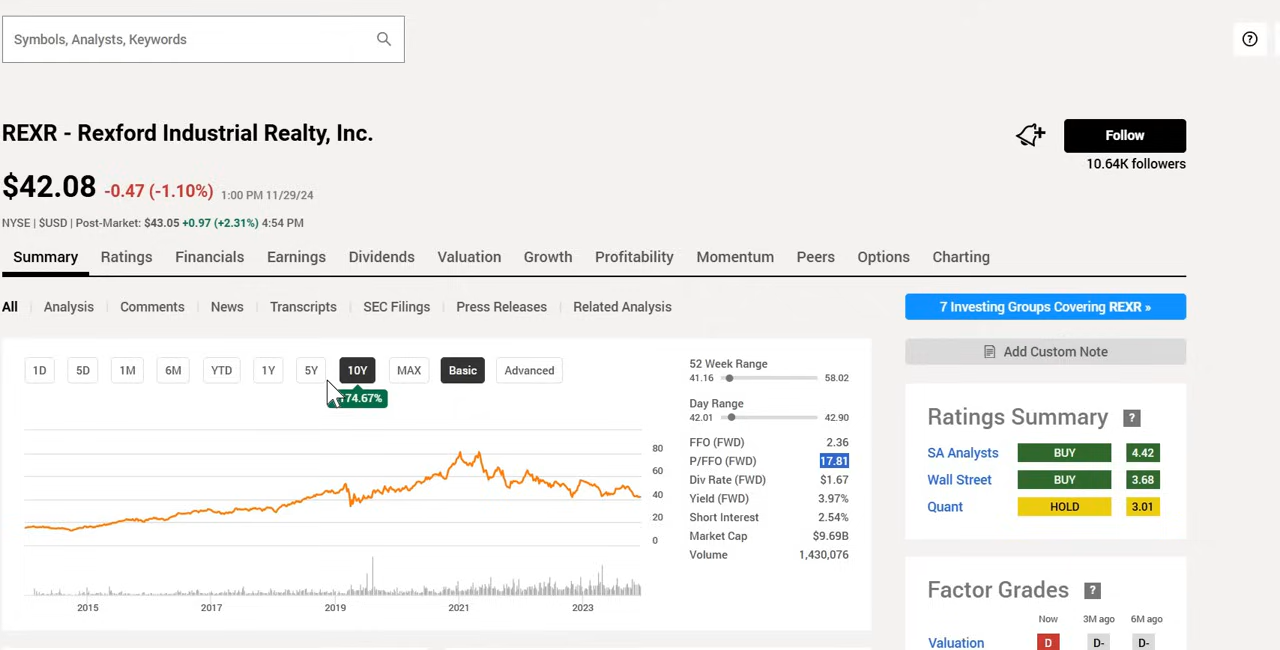 Symbols, Analysts, Keywords
REXR - Rexford Industrial Realty, Inc.
Follow
10.64K followers
$42.08 -0.47 (-1.10%) 1:00 PM 11/29/24
NYSE | $USD | Post-Market: $43.05 +0.97 (+2.31%) 4:54 PM
Summary Ratings Financials Earnings Dividends Valuation Growth Profitability Momentum Peers Options Charting
All Analysis Comments News Transcripts SEC Filings Press Releases Related Analysis
7 Investing Groups Covering REXR »
Add Custom Note
1D 5D 1M 6M YTD 1Y 5Y 10Y MAX Basic Advanced
74.67%
80
60
40
20
0
2015 2017 2019 2021 2023
52 Week Range
41.16 58.02
Day Range
42.01 42.90
FFO (FWD) 2.36
P/FFO (FWD) 17.81
Div Rate (FWD) $1.67
Yield (FWD) 3.97%
Short Interest 2.54%
Market Cap $9.69B
Volume 1,430,076
Ratings Summary ?
SA Analysts BUY 4.42
Wall Street BUY 3.68
Quant HOLD 3.01
Factor Grades ?
Now 3M ago 6M ago
Valuation D D- D-